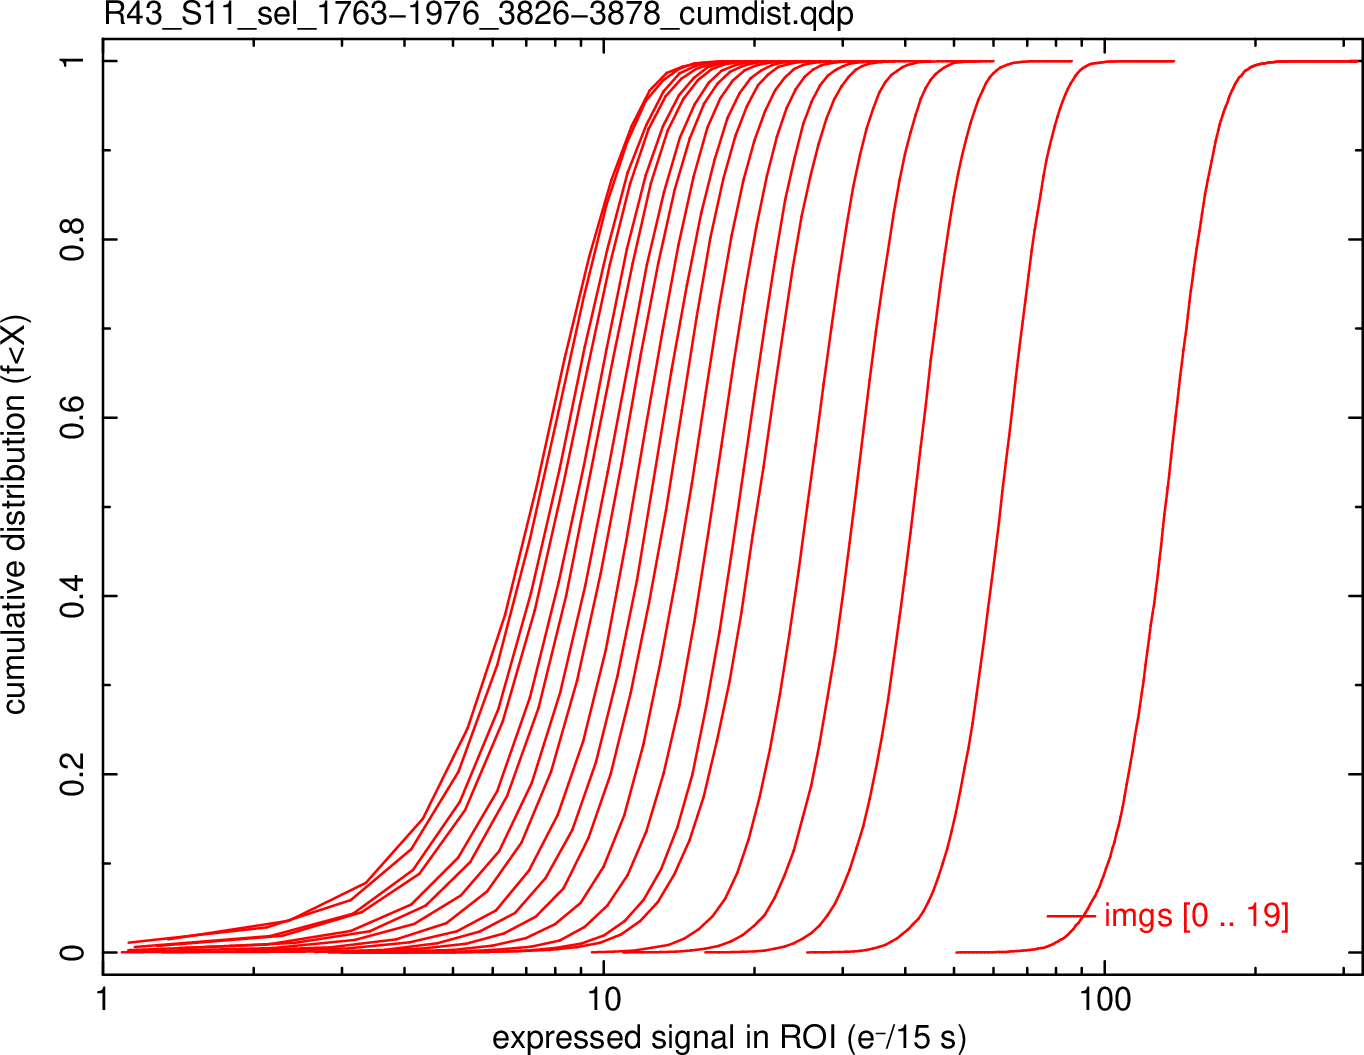 R43_S11_sel_1763−1976_3826−3878_cumdist.qdp
cumulative distribution (f<X)
1
0.8
0.6
0.4
0.2
0
imgs [0 .. 19]
1
10
100
expressed signal in ROI (e⁻/15 s)